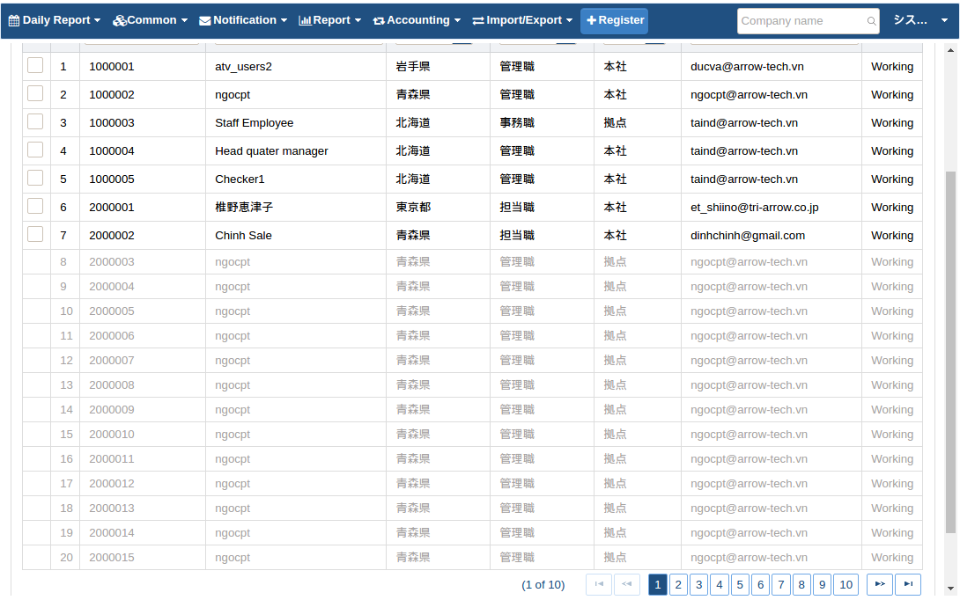 Daily Report Common Notification Report Accounting Import/Export Register Company name シス...
1 1000001 atv_users2 岩手県 管理職 本社 ducva@arrow-tech.vn Working
2 1000002 ngocpt 青森県 管理職 本社 ngocpt@arrow-tech.vn Working
3 1000003 Staff Employee 北海道 事務職 拠点 taind@arrow-tech.vn Working
4 1000004 Head quater manager 北海道 管理職 本社 taind@arrow-tech.vn Working
5 1000005 Checker1 北海道 管理職 本社 taind@arrow-tech.vn Working
6 2000001 椎野恵津子 東京都 担当職 本社 et_shiino@tri-arrow.co.jp Working
7 2000002 Chinh Sale 青森県 担当職 本社 dinhchinh@gmail.com Working
8 2000003 ngocpt 青森県 管理職 拠点 ngocpt@arrow-tech.vn Working
9 2000004 ngocpt 青森県 管理職 拠点 ngocpt@arrow-tech.vn Working
10 2000005 ngocpt 青森県 管理職 拠点 ngocpt@arrow-tech.vn Working
11 2000006 ngocpt 青森県 管理職 拠点 ngocpt@arrow-tech.vn Working
12 2000007 ngocpt 青森県 管理職 拠点 ngocpt@arrow-tech.vn Working
13 2000008 ngocpt 青森県 管理職 拠点 ngocpt@arrow-tech.vn Working
14 2000009 ngocpt 青森県 管理職 拠点 ngocpt@arrow-tech.vn Working
15 2000010 ngocpt 青森県 管理職 拠点 ngocpt@arrow-tech.vn Working
16 2000011 ngocpt 青森県 管理職 拠点 ngocpt@arrow-tech.vn Working
17 2000012 ngocpt 青森県 管理職 拠点 ngocpt@arrow-tech.vn Working
18 2000013 ngocpt 青森県 管理職 拠点 ngocpt@arrow-tech.vn Working
19 2000014 ngocpt 青森県 管理職 拠点 ngocpt@arrow-tech.vn Working
20 2000015 ngocpt 青森県 管理職 拠点 ngocpt@arrow-tech.vn Working
(1 of 10) 1 2 3 4 5 6 7 8 9 10